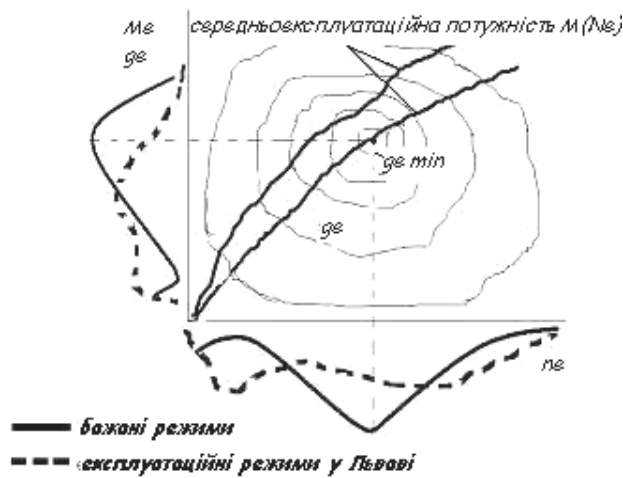 Me середньоексплуатаційна потужність M(Ne)
ge
ge min
ge
ne
бажані режими
експлуатаційні режими у Львові